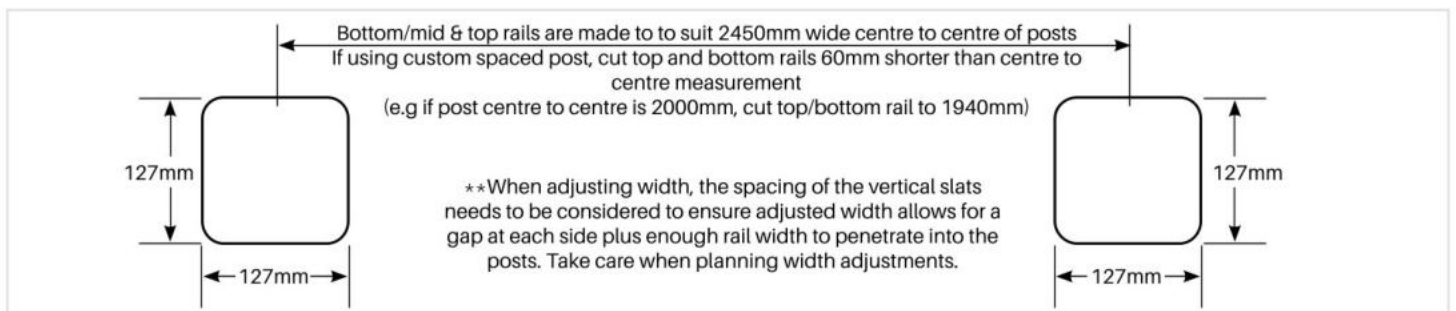 Bottom/mid & top rails are made to to suit 2450mm wide centre to centre of posts
If using custom spaced post, cut top and bottom rails 60mm shorter than centre to
centre measurement
(e.g if post centre to centre is 2000mm, cut top/bottom rail to 1940mm)
127mm
127mm
**When adjusting width, the spacing of the vertical slats
needs to be considered to ensure adjusted width allows for a
gap at each side plus enough rail width to penetrate into the
posts. Take care when planning width adjustments.
127mm
127mm